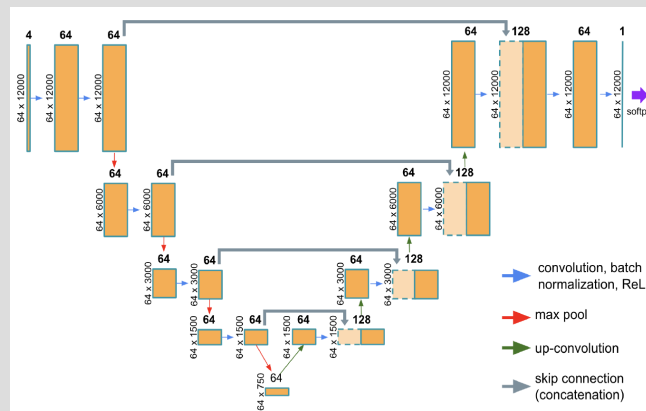 4 64 64 64 128 64 1
64 x 12000 64 x 12000 64 x 12000 64 x 12000 64 x 12000 64 x 12000 64 x 12000
softp
64 64 64 128
64 x 6000 64 x 6000 64 x 6000 64 x 6000
64 64 64 128
64 x 3000 64 x 3000 64 x 3000 64 x 3000
64 64 64 128
64 x 1500 64 x 1500 64 x 1500 64 x 1500
64
64 x 750
convolution, batch
normalization, ReL
max pool
up-convolution
skip connection
(concatenation)